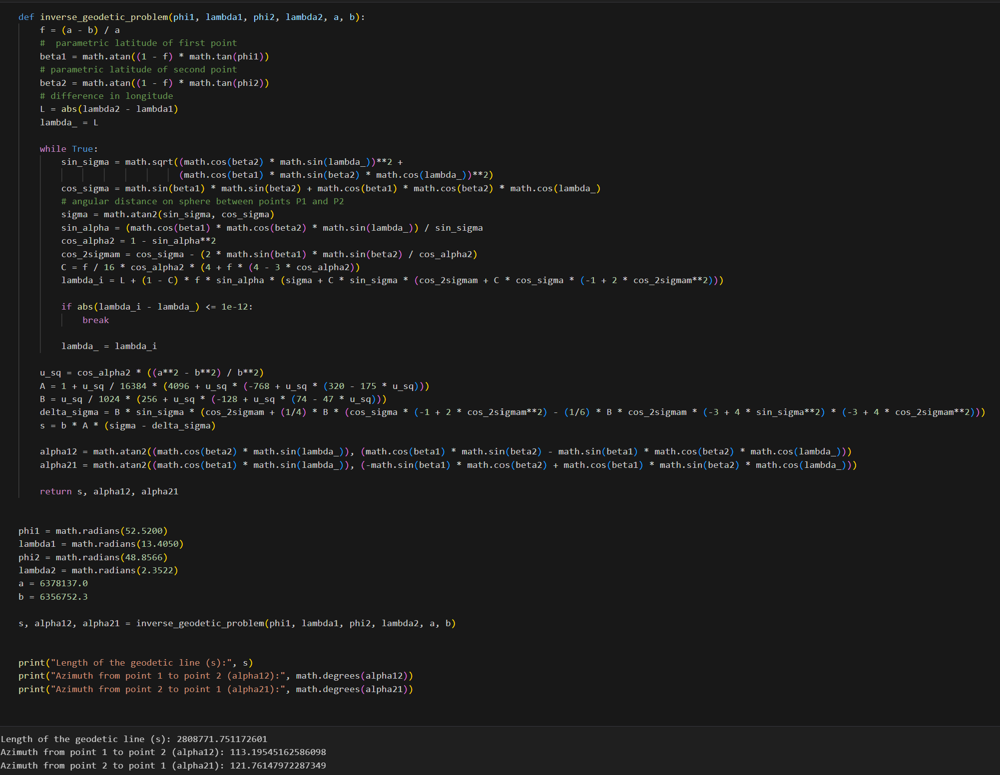 def inverse_geodetic_problem(phi1, lambda1, phi2, lambda2, a, b):
    f = (a - b) / a
    #  parametric latitude of first point
    beta1 = math.atan((1 - f) * math.tan(phi1))
    # parametric latitude of second point
    beta2 = math.atan((1 - f) * math.tan(phi2))
    # difference in longitude
    L = abs(lambda2 - lambda1)
    lambda_ = L

    while True:
        sin_sigma = math.sqrt((math.cos(beta2) * math.sin(lambda_))**2 +
                              (math.cos(beta1) * math.sin(beta2) * math.cos(lambda_))**2)
        cos_sigma = math.sin(beta1) * math.sin(beta2) + math.cos(beta1) * math.cos(beta2) * math.cos(lambda_)
        # angular distance on sphere between points P1 and P2
        sigma = math.atan2(sin_sigma, cos_sigma)
        sin_alpha = (math.cos(beta1) * math.cos(beta2) * math.sin(lambda_)) / sin_sigma
        cos_alpha2 = 1 - sin_alpha**2
        cos_2sigmam = cos_sigma - (2 * math.sin(beta1) * math.sin(beta2) / cos_alpha2)
        C = f / 16 * cos_alpha2 * (4 + f * (4 - 3 * cos_alpha2))
        lambda_i = L + (1 - C) * f * sin_alpha * (sigma + C * sin_sigma * (cos_2sigmam + C * cos_sigma * (-1 + 2 * cos_2sigmam**2)))

        if abs(lambda_i - lambda_) <= 1e-12:
            break

        lambda_ = lambda_i

    u_sq = cos_alpha2 * ((a**2 - b**2) / b**2)
    A = 1 + u_sq / 16384 * (4096 + u_sq * (-768 + u_sq * (320 - 175 * u_sq)))
    B = u_sq / 1024 * (256 + u_sq * (-128 + u_sq * (74 - 47 * u_sq)))
    delta_sigma = B * sin_sigma * (cos_2sigmam + (1/4) * B * (cos_sigma * (-1 + 2 * cos_2sigmam**2) - (1/6) * B * cos_2sigmam * (-3 + 4 * sin_sigma**2) * (-3 + 4 * cos_2sigmam**2)))
    s = b * A * (sigma - delta_sigma)

    alpha12 = math.atan2((math.cos(beta2) * math.sin(lambda_)), (math.cos(beta1) * math.sin(beta2) - math.sin(beta1) * math.cos(beta2) * math.cos(lambda_)))
    alpha21 = math.atan2((math.cos(beta1) * math.sin(lambda_)), (-math.sin(beta1) * math.cos(beta2) + math.cos(beta1) * math.sin(beta2) * math.cos(lambda_)))

    return s, alpha12, alpha21


phi1 = math.radians(52.5200)
lambda1 = math.radians(13.4050)
phi2 = math.radians(48.8566)
lambda2 = math.radians(2.3522)
a = 6378137.0
b = 6356752.3

s, alpha12, alpha21 = inverse_geodetic_problem(phi1, lambda1, phi2, lambda2, a, b)


print("Length of the geodetic line (s):", s)
print("Azimuth from point 1 to point 2 (alpha12):", math.degrees(alpha12))
print("Azimuth from point 2 to point 1 (alpha21):", math.degrees(alpha21))

Length of the geodetic line (s): 2808771.751172601
Azimuth from point 1 to point 2 (alpha12): 113.19545162586098
Azimuth from point 2 to point 1 (alpha21): 121.76147972287349